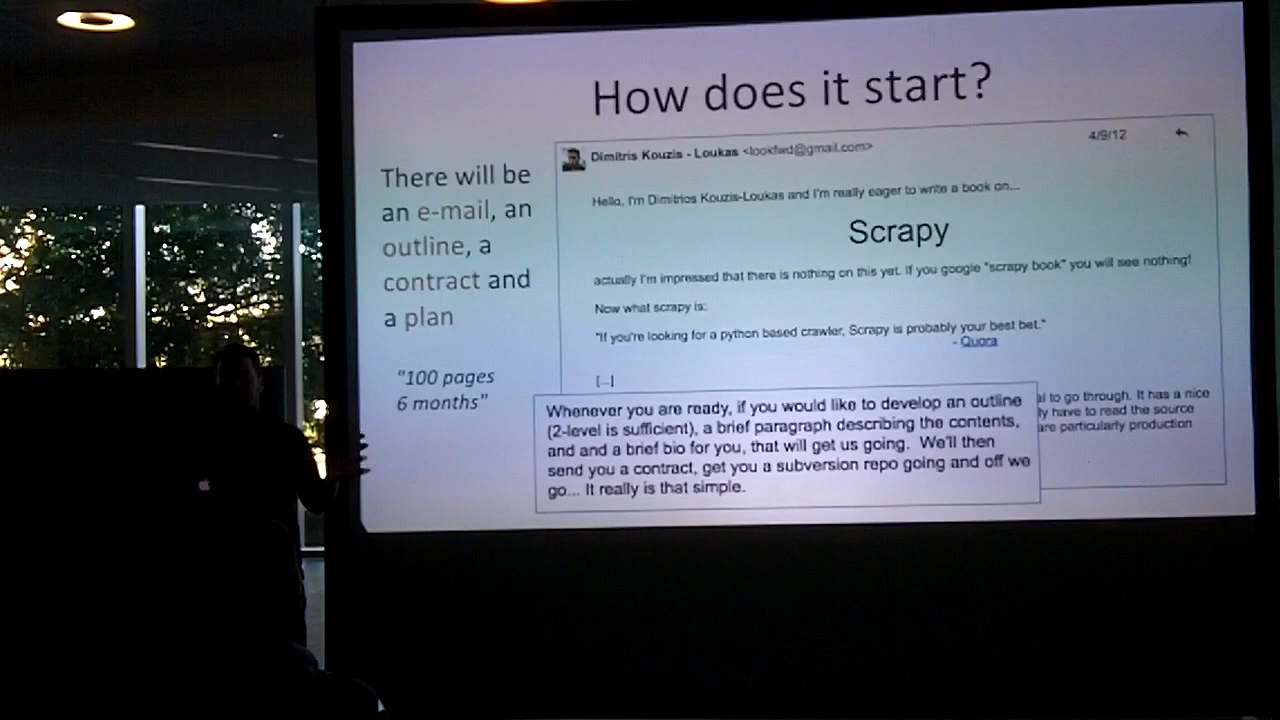 How does it start?
There will be
an e-mail, an
outline, a
contract and
a plan
"100 pages
6 months"
Dimitris Kouzis - Loukas <lookfwd@gmail.com>
4/9/12
Hello, I'm Dimitrios Kouzis-Loukas and I'm really eager to write a book on...
Scrapy
actually I'm impressed that there is nothing on this yet. If you google "scrapy book" you will see nothing!
Now what scrapy is:
"If you're looking for a python based crawler, Scrapy is probably your best bet."
- Quora
[...]
al to go through. It has a nice
ly have to read the source
are particularly production
Whenever you are ready, if you would like to develop an outline
(2-level is sufficient), a brief paragraph describing the contents,
and and a brief bio for you, that will get us going. We'll then
send you a contract, get you a subversion repo going and off we
go... It really is that simple.